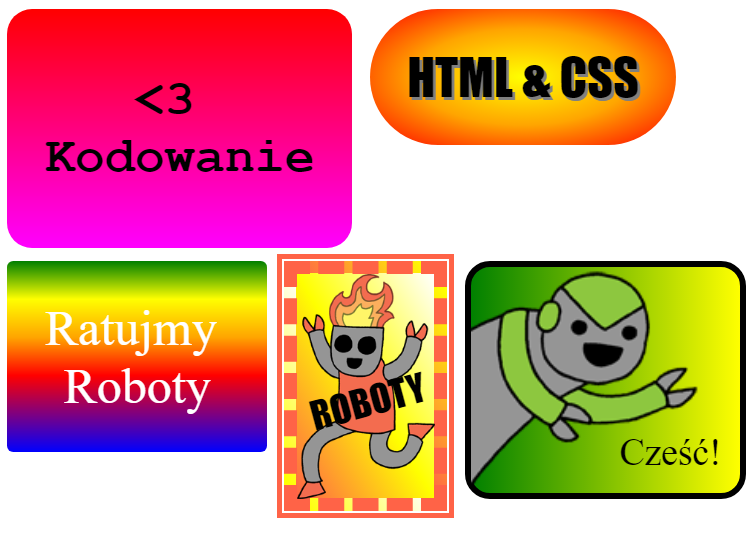 <3
Kodowanie
HTML & CSS
Ratujmy
Roboty
ROBOTY
Cześć!